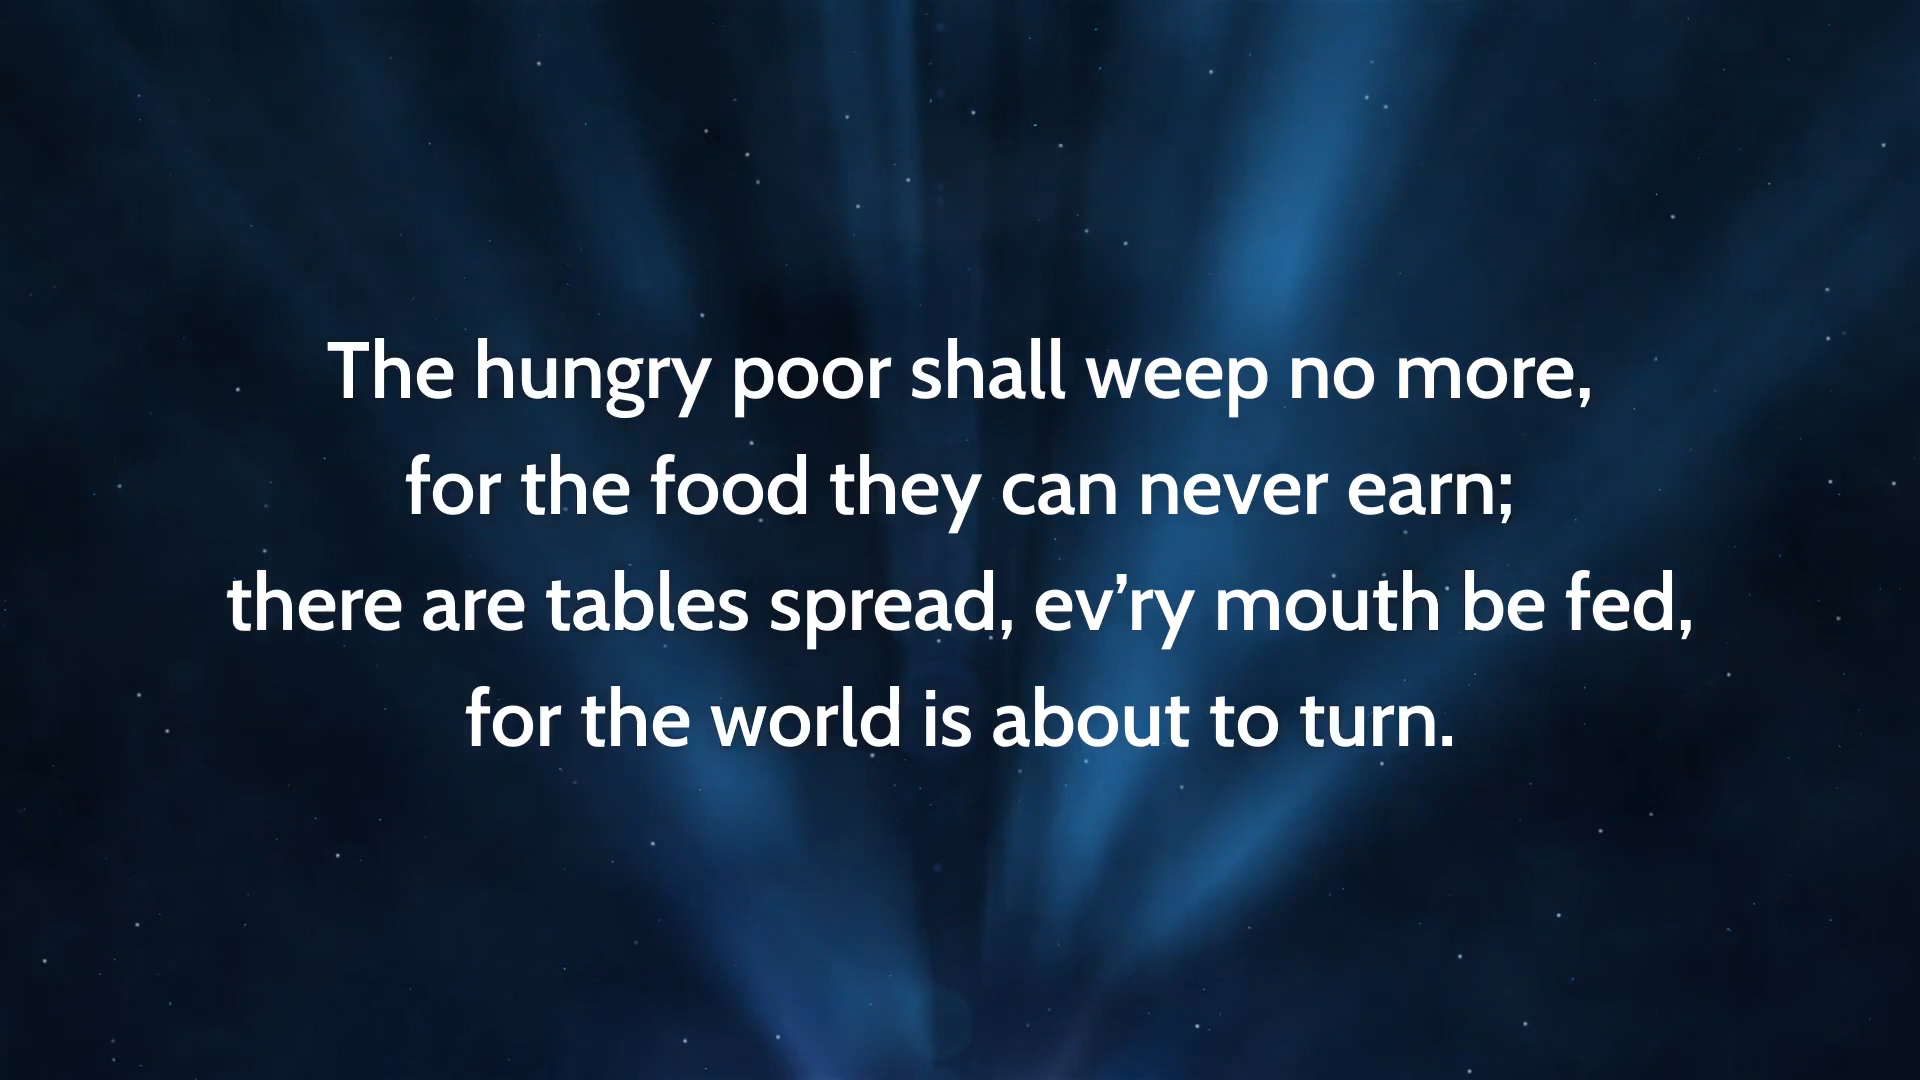 The hungry poor shall weep no more,
for the food they can never earn;
there are tables spread, ev’ry mouth be fed,
for the world is about to turn.